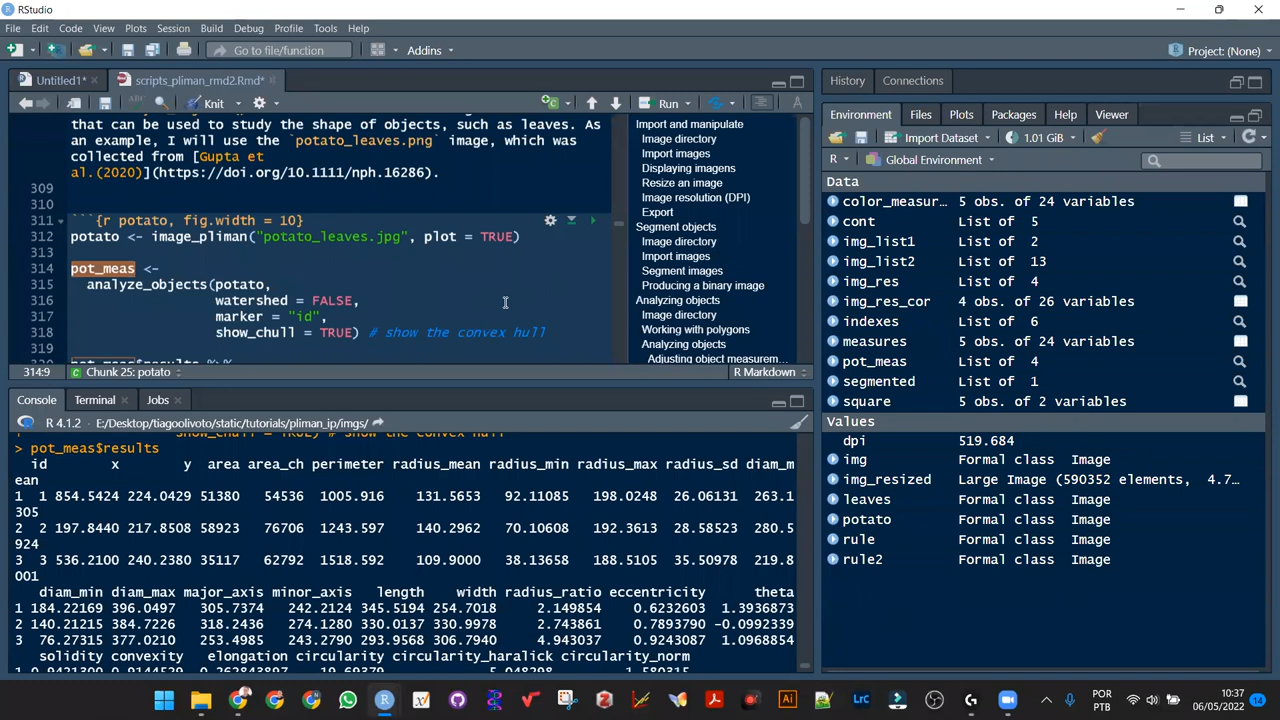 RStudio
File Edit Code View Plots Session Build Debug Profile Tools Help
Go to file/function Addins Project: (None)
Untitled1* scripts_pliman_rmd2.Rmd*
Knit Run
that can be used to study the shape of objects, such as leaves. As
an example, I will use the `potato_leaves.png` image, which was
collected from [Gupta et
al.(2020)](https://doi.org/10.1111/nph.16286).
309
310
311 ```{r potato, fig.width = 10}
312 potato <- image_pliman("potato_leaves.jpg", plot = TRUE)
313
314 pot_meas <-
315 analyze_objects(potato,
316 watershed = FALSE,
317 marker = "id",
318 show_chull = TRUE) # show the convex hull
319
pot_meas$results %>%
314:9 Chunk 25: potato R Markdown
Import and manipulate
Image directory
Import images
Displaying imagens
Resize an image
Image resolution (DPI)
Export
Segment objects
Image directory
Import images
Segment images
Producing a binary image
Analyzing objects
Image directory
Working with polygons
Analyzing objects
Adjusting object measurem...
Console Terminal Jobs
R 4.1.2 · E:/Desktop/tiagoolivoto/static/tutorials/pliman_ip/imgs/
show_chull = TRUE) # show the convex hull
> pot_meas$results
id x y area area_ch perimeter radius_mean radius_min radius_max radius_sd diam_m
ean
1 1 854.5424 224.0429 51380 54536 1005.916 131.5653 92.11085 198.0248 26.06131 263.1
305
2 2 197.8440 217.8508 58923 76706 1243.597 140.2962 70.10608 192.3613 28.58523 280.5
924
3 3 536.2100 240.2380 35117 62792 1518.592 109.9000 38.13658 188.5105 35.50978 219.8
001
diam_min diam_max major_axis minor_axis length width radius_ratio eccentricity theta
1 184.22169 396.0497 305.7374 242.2124 345.5194 254.7018 2.149854 0.6232603 1.3936873
2 140.21215 384.7226 318.2436 274.1280 330.0137 330.9978 2.743861 0.7893790 -0.0992339
3 76.27315 377.0210 253.4985 243.2790 293.9568 306.7940 4.943037 0.9243087 1.0968854
solidity convexity elongation circularity circularity_haralick circularity_norm
History Connections
Environment Files Plots Packages Help Viewer
Import Dataset 1.01 GiB List
R Global Environment
Data
color_measur... 5 obs. of 24 variables
cont List of 5
img_list1 List of 2
img_list2 List of 13
img_res List of 4
img_res_cor 4 obs. of 26 variables
indexes List of 6
measures 5 obs. of 24 variables
pot_meas List of 4
segmented List of 1
square 5 obs. of 2 variables
Values
dpi 519.684
img Formal class Image
img_resized Large Image (590352 elements, 4.7...
leaves Formal class Image
potato Formal class Image
rule Formal class Image
rule2 Formal class Image
POR
PTB
10:37
06/05/2022